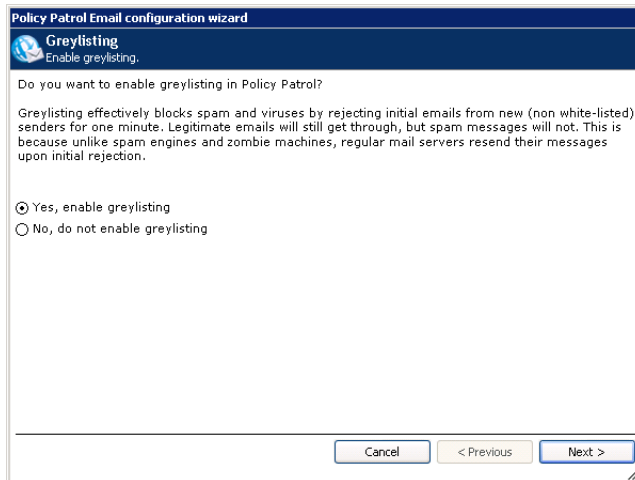 Policy Patrol Email configuration wizard
Greylisting
Enable greylisting.
Do you want to enable greylisting in Policy Patrol?
Greylisting effectively blocks spam and viruses by rejecting initial emails from new (non white-listed)
senders for one minute. Legitimate emails will still get through, but spam messages will not. This is
because unlike spam engines and zombie machines, regular mail servers resend their messages
upon initial rejection.
Yes, enable greylisting
No, do not enable greylisting
Cancel
< Previous
Next >